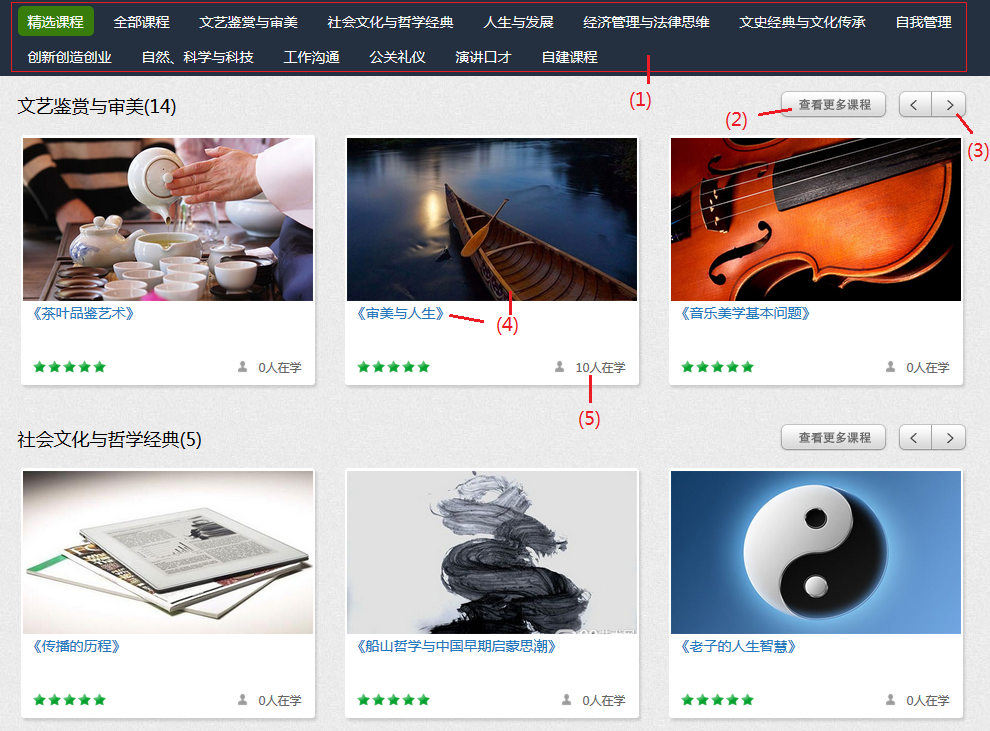 精选课程 全部课程 文艺鉴赏与审美 社会文化与哲学经典 人生与发展 经济管理与法律思维 文史经典与文化传承 自我管理
创新创造创业 自然、科学与科技 工作沟通 公关礼仪 演讲口才 自建课程
(1)
文艺鉴赏与审美(14)
查看更多课程
(2)
(3)
《茶叶品鉴艺术》 《审美与人生》 《音乐美学基本问题》
(4)
0人在学 10人在学 0人在学
(5)
社会文化与哲学经典(5)
查看更多课程
《传播的历程》 《船山哲学与中国早期启蒙思潮》 《老子的人生智慧》
0人在学 0人在学 0人在学